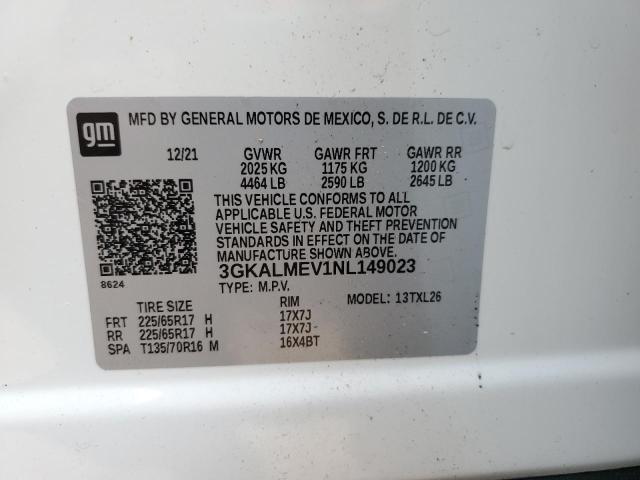 gm
MFD BY GENERAL MOTORS DE MEXICO, S. DE R.L. DE C.V.
12/21 GVWR GAWR FRT GAWR RR
2025 KG 1175 KG 1200 KG
4464 LB 2590 LB 2645 LB
THIS VEHICLE CONFORMS TO ALL
APPLICABLE U.S. FEDERAL MOTOR
VEHICLE SAFETY AND THEFT PREVENTION
STANDARDS IN EFFECT ON THE DATE OF
MANUFACTURE SHOWN ABOVE.
8624 3GKALMEV1NL149023
TYPE: M.P.V. MODEL: 13TXL26
TIRE SIZE RIM
FRT 225/65R17 H 17X7J
RR 225/65R17 H 17X7J
SPA T135/70R16 M 16X4BT